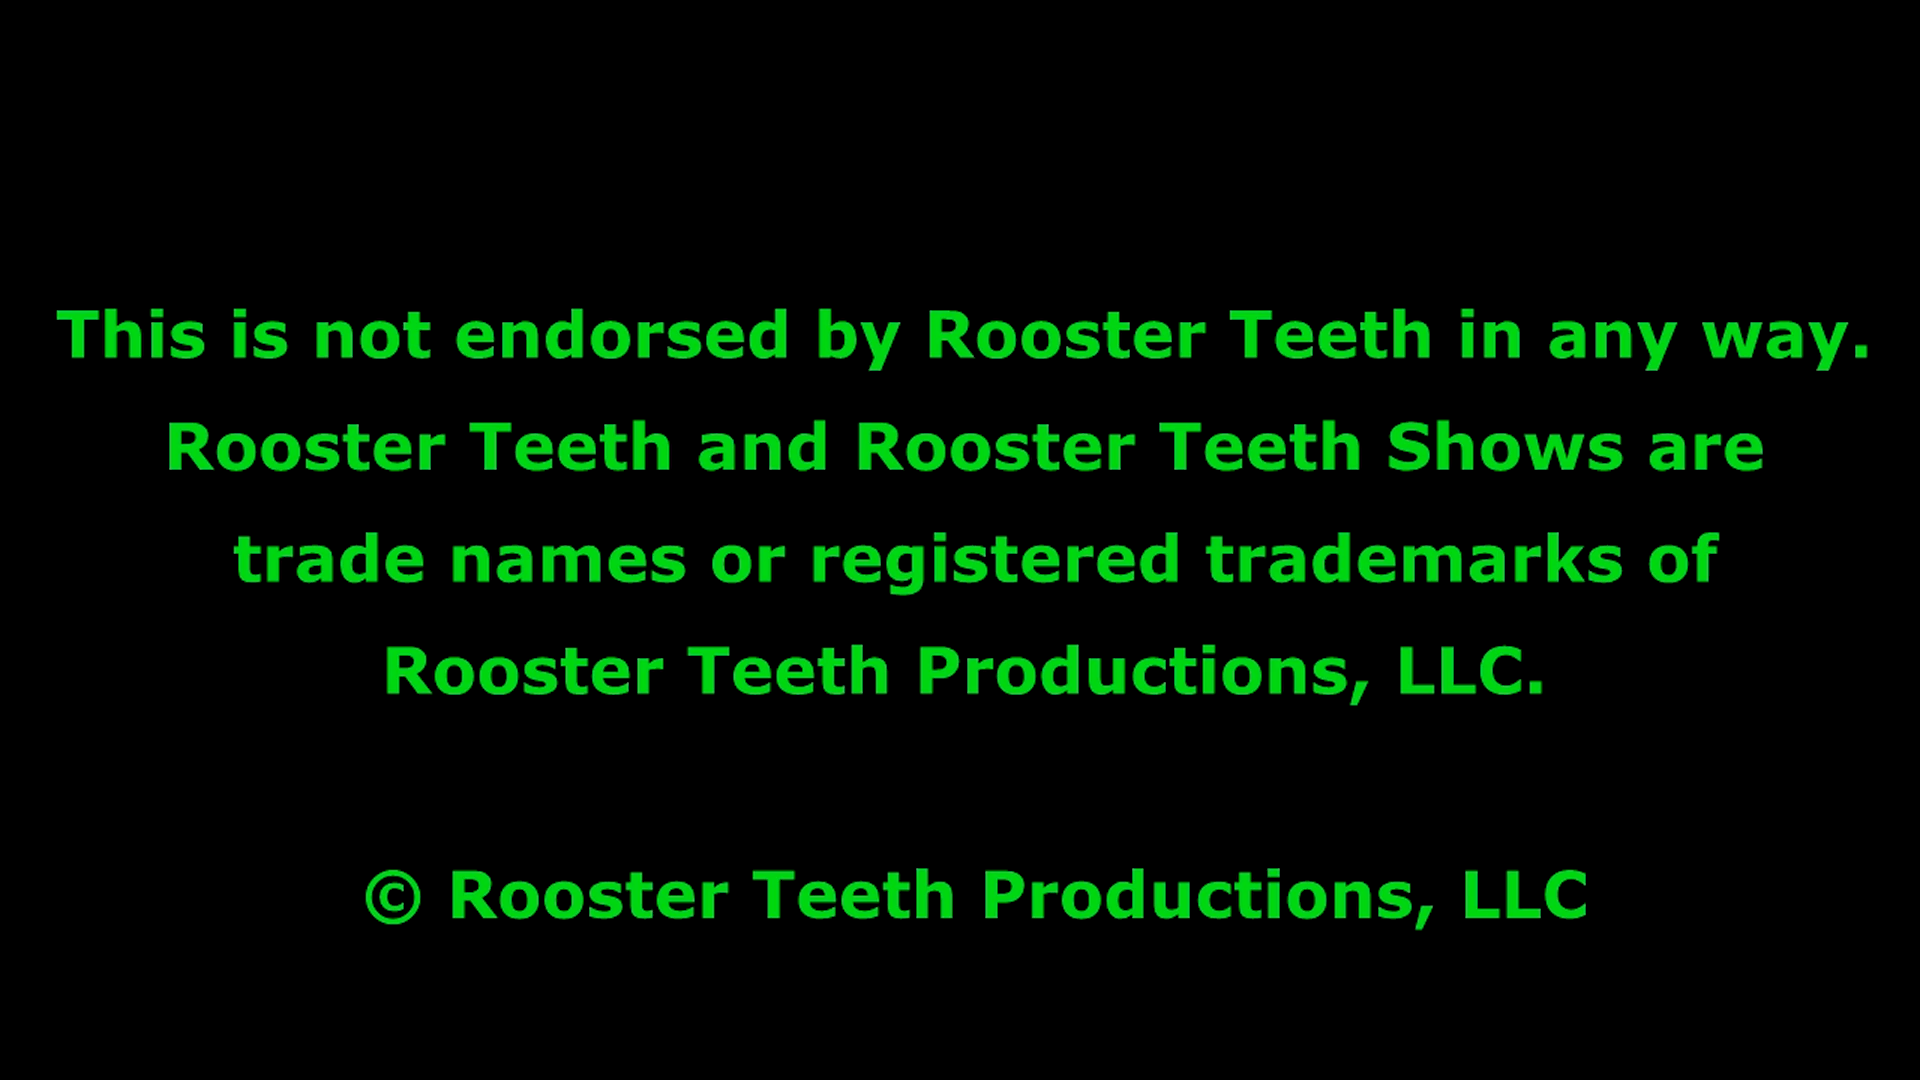 This is not endorsed by Rooster Teeth in any way.
Rooster Teeth and Rooster Teeth Shows are
trade names or registered trademarks of
Rooster Teeth Productions, LLC.
© Rooster Teeth Productions, LLC